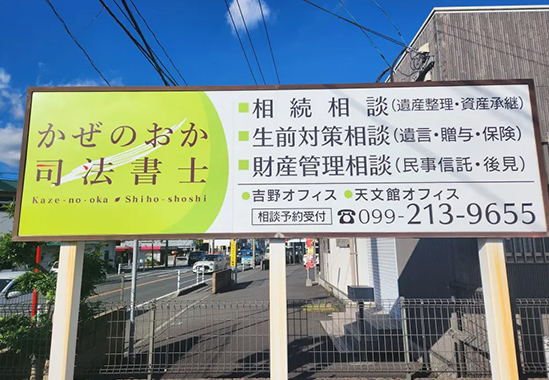 かぜのおか
司法書士
Kaze-no-oka Shiho-shoshi
■相続相談(遺産整理・資産承継)
■生前対策相談(遺言・贈与・保険)
■財産管理相談(民事信託・後見)
●吉野オフィス ●天文館オフィス
相談予約受付 ☎099-213-9655